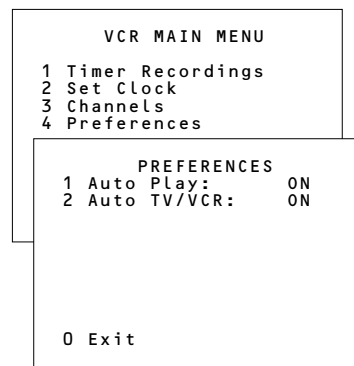 VCR MAIN MENU
1 Timer Recordings
2 Set Clock
3 Channels
4 Preferences
PREFERENCES
1 Auto Play: ON
2 Auto TV/VCR: ON
0 Exit